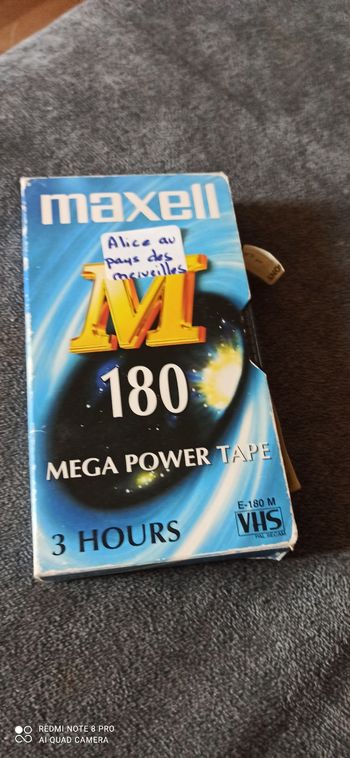 maxell
Alice au
pays des
merveilles
M
180
MEGA POWER TAPE
3 HOURS
E-180 M
VHS
PAL SECAM
REDMI NOTE 8 PRO
AI QUAD CAMERA